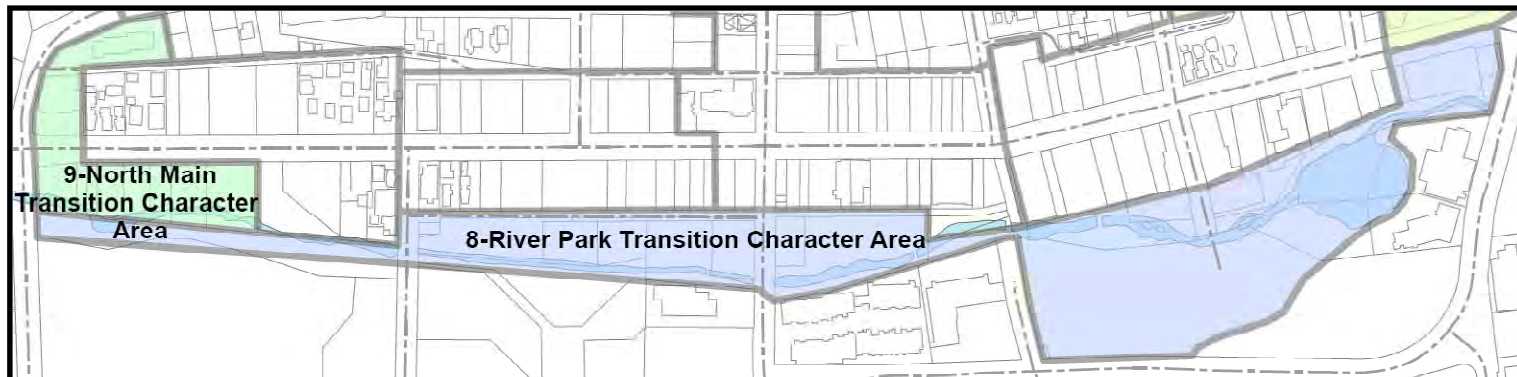 9-North Main
Transition Character
Area
8-River Park Transition Character Area